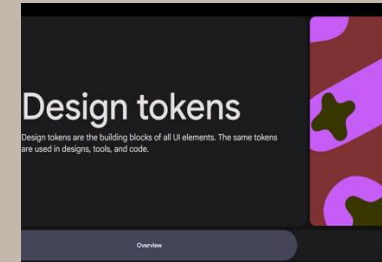 Design tokens
Design tokens are the building blocks of all UI elements. The same tokens
are used in designs, tools, and code.
Overview